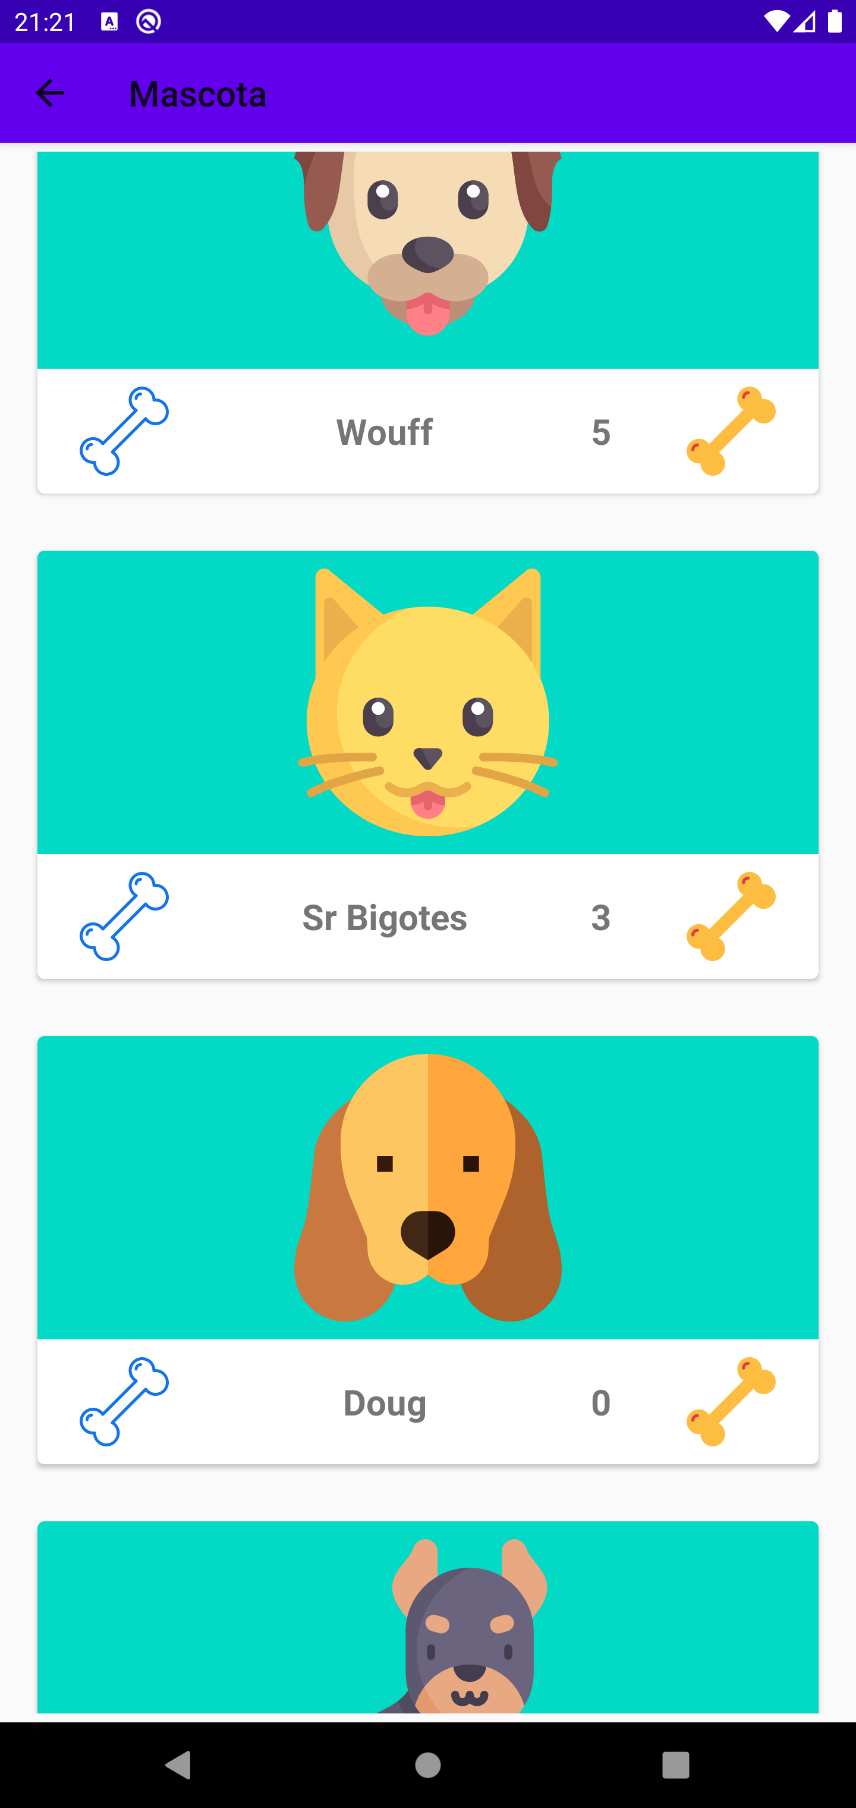 21:21 A
Mascota
Wouff 5
Sr Bigotes 3
Doug 0